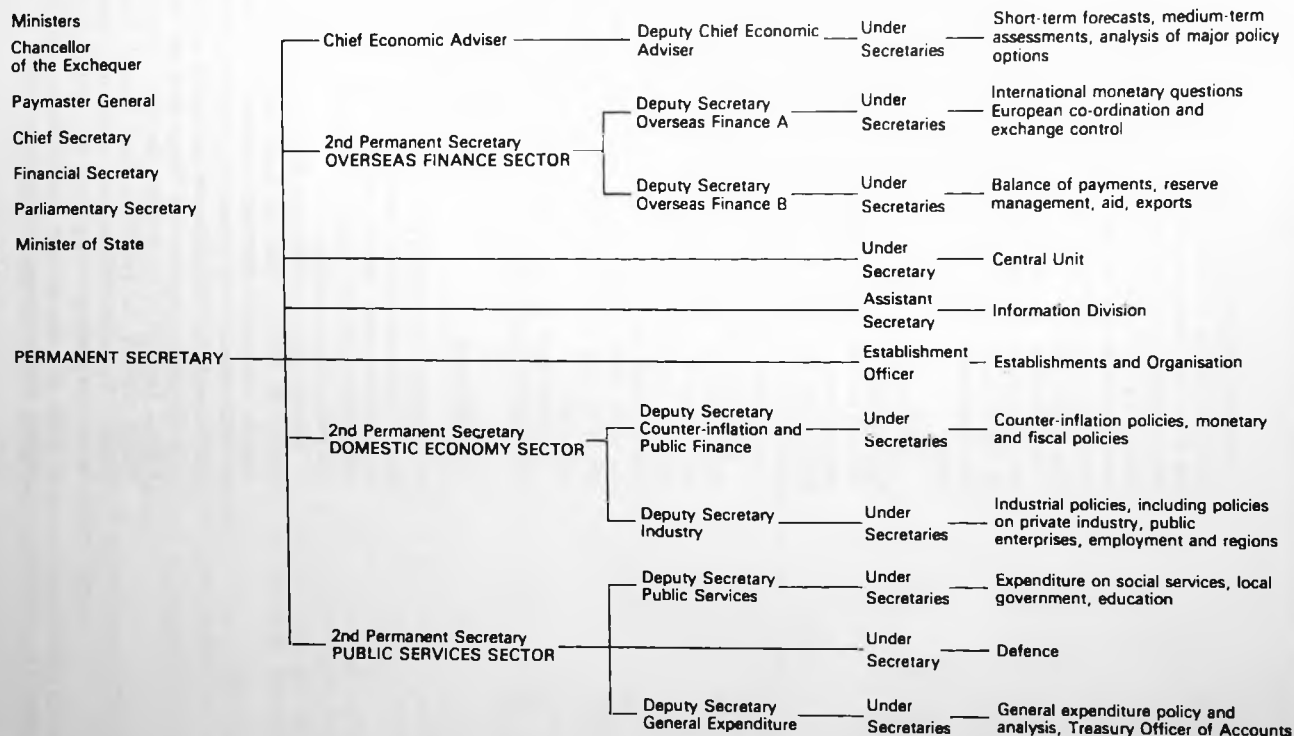 Ministers
Chancellor
of the Exchequer
Paymaster General
Chief Secretary
Financial Secretary
Parliamentary Secretary
Minister of State
PERMANENT SECRETARY
Chief Economic Adviser
Deputy Chief Economic
Adviser
Under
Secretaries
Short-term forecasts, medium-term
assessments, analysis of major policy
options
2nd Permanent Secretary
OVERSEAS FINANCE SECTOR
Deputy Secretary
Overseas Finance A
Under
Secretaries
International monetary questions
European co-ordination and
exchange control
Deputy Secretary
Overseas Finance B
Under
Secretaries
Balance of payments, reserve
management, aid, exports
Under
Secretary
Central Unit
Assistant
Secretary
Information Division
Establishment
Officer
Establishments and Organisation
2nd Permanent Secretary
DOMESTIC ECONOMY SECTOR
Deputy Secretary
Counter-inflation and
Public Finance
Under
Secretaries
Counter-inflation policies, monetary
and fiscal policies
Deputy Secretary
Industry
Under
Secretaries
Industrial policies, including policies
on private industry, public
enterprises, employment and regions
2nd Permanent Secretary
PUBLIC SERVICES SECTOR
Deputy Secretary
Public Services
Under
Secretaries
Expenditure on social services, local
government, education
Under
Secretary
Defence
Deputy Secretary
General Expenditure
Under
Secretaries
General expenditure policy and
analysis, Treasury Officer of Accounts